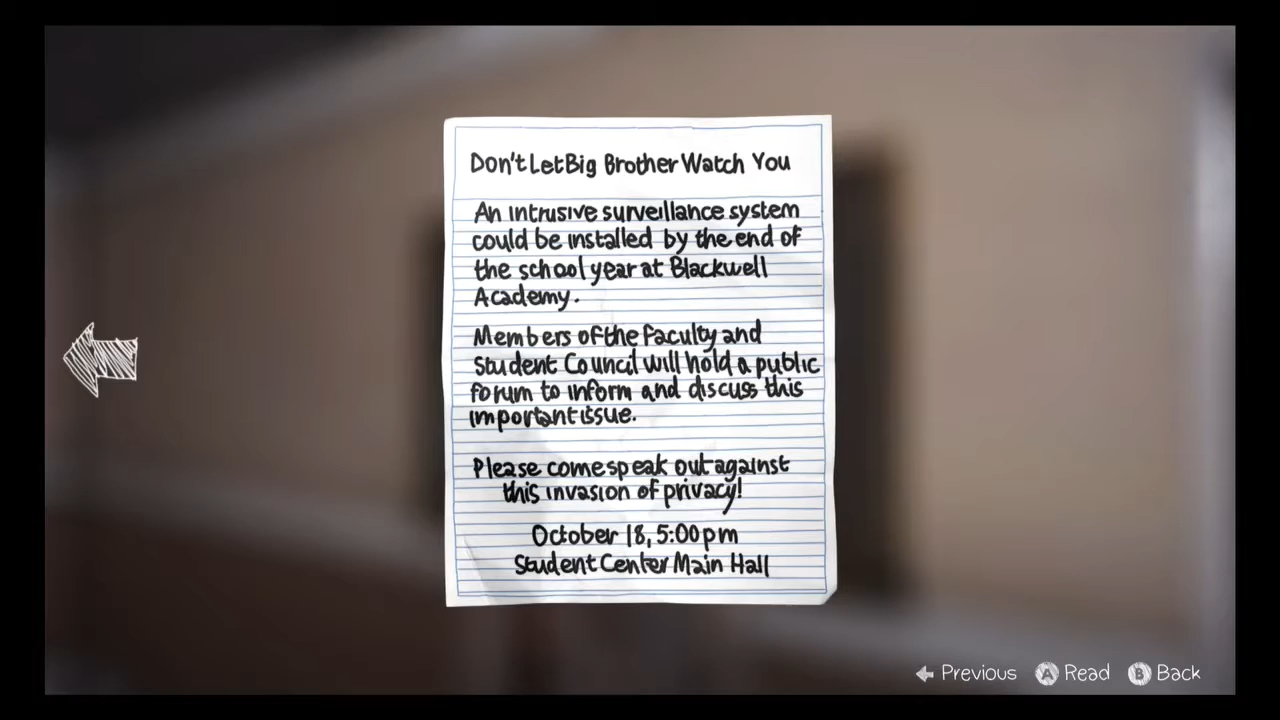 Don't Let Big Brother Watch You
An intrusive surveillance system
could be installed by the end of
the school year at Blackwell
Academy.
Members of the Faculty and
Student Council will hold a public
forum to inform and discuss this
important issue.
Please come speak out against
this invasion of privacy!
October 18, 5:00pm
Student Center Main Hall
Previous A Read B Back